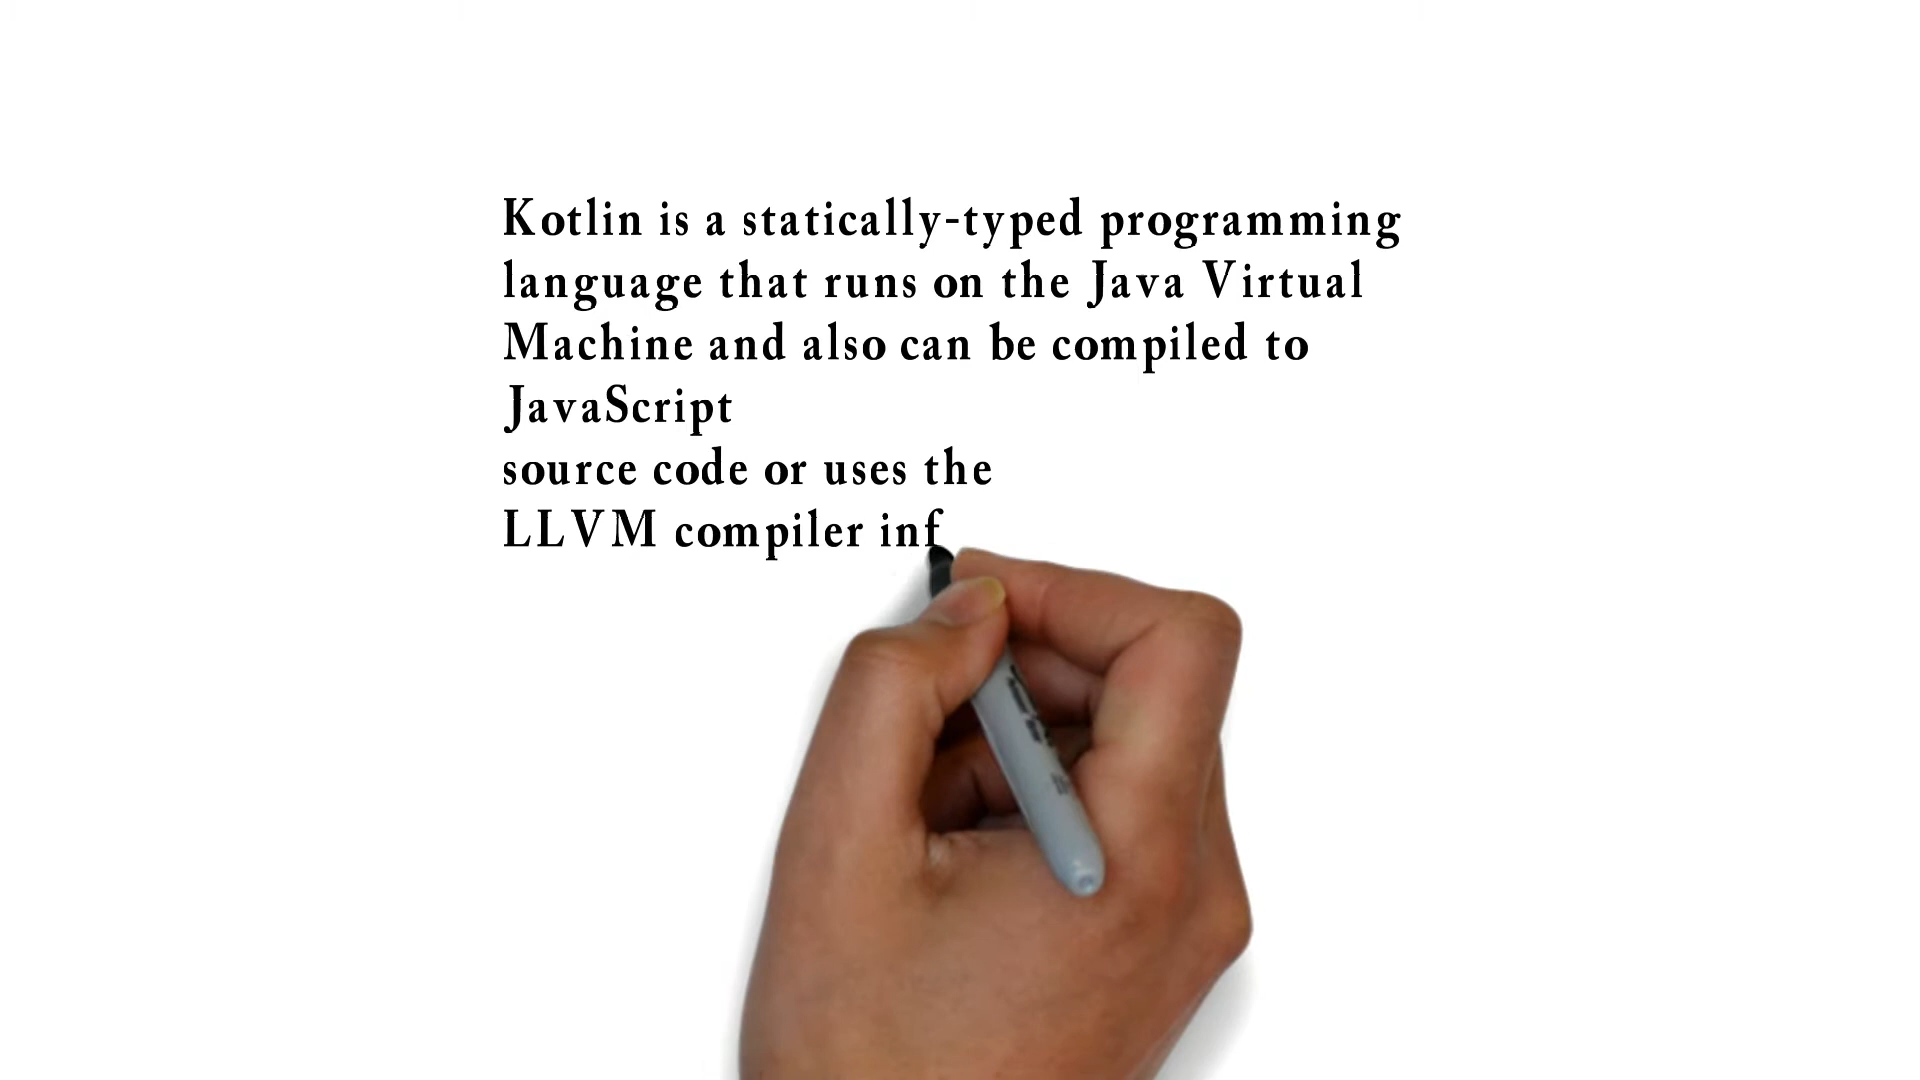 Kotlin is a statically-typed programming
language that runs on the Java Virtual
Machine and also can be compiled to
JavaScript
source code or uses the
LLVM compiler inf